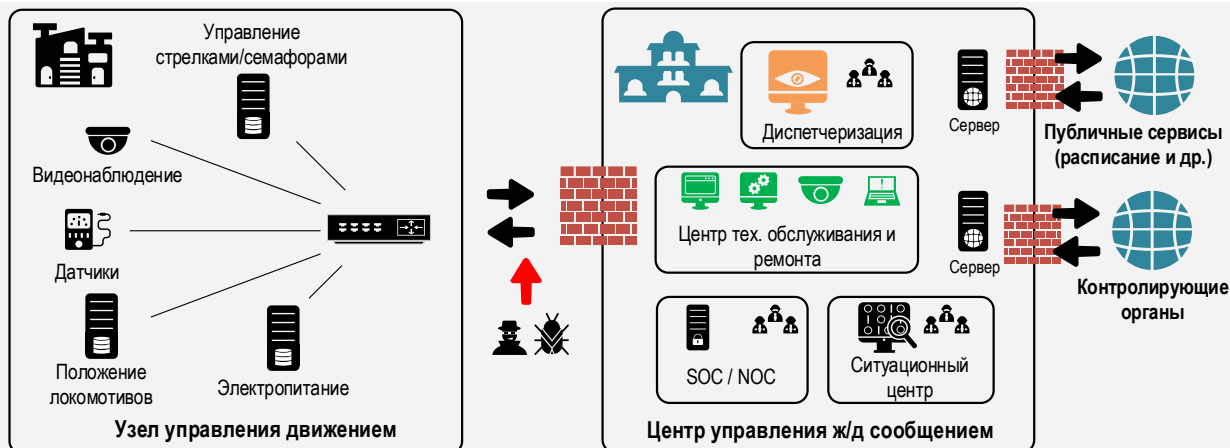 Управление
стрелками/семафорами
Видеонаблюдение
Датчики
Положение
локомотивов
Электропитание
Узел управления движением
Диспетчеризация
Центр тех. обслуживания и
ремонта
SOC / NOC
Ситуационный
центр
Центр управления ж/д сообщением
Сервер
Публичные сервисы
(расписание и др.)
Сервер
Контролирующие
органы